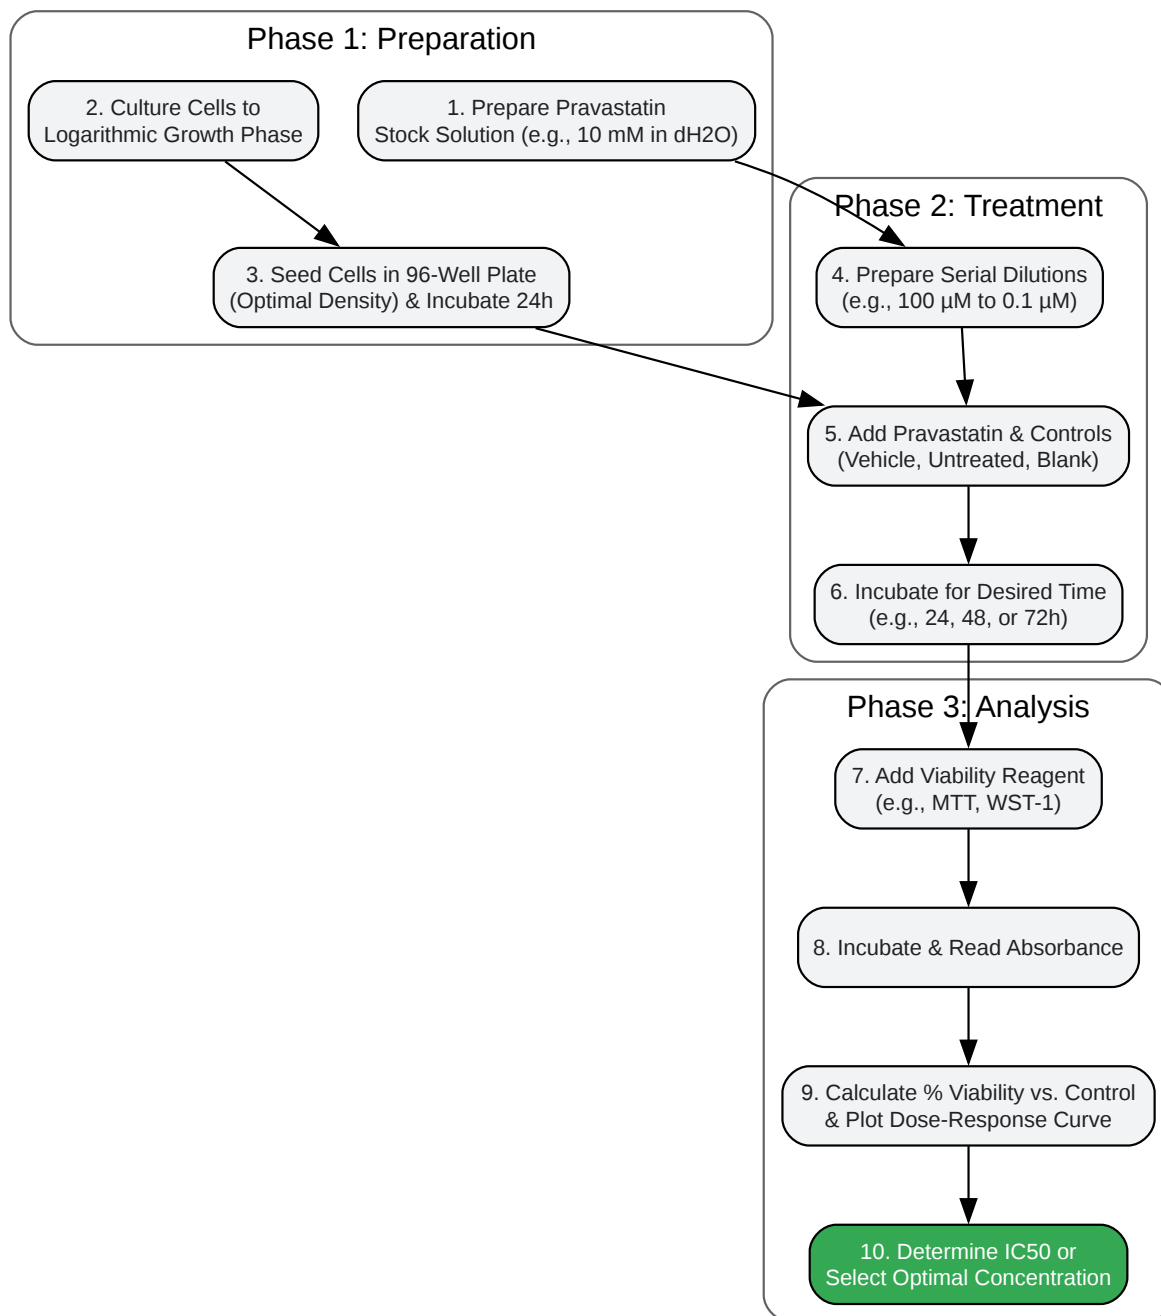 Phase 1: Preparation
2. Culture Cells to
Logarithmic Growth Phase
1. Prepare Pravastatin
Stock Solution (e.g., 10 mM in dH2O)
3. Seed Cells in 96-Well Plate
(Optimal Density) & Incubate 24h
Phase 2: Treatment
4. Prepare Serial Dilutions
(e.g., 100 µM to 0.1 µM)
5. Add Pravastatin & Controls
(Vehicle, Untreated, Blank)
6. Incubate for Desired Time
(e.g., 24, 48, or 72h)
Phase 3: Analysis
7. Add Viability Reagent
(e.g., MTT, WST-1)
8. Incubate & Read Absorbance
9. Calculate % Viability vs. Control
& Plot Dose-Response Curve
10. Determine IC50 or
Select Optimal Concentration